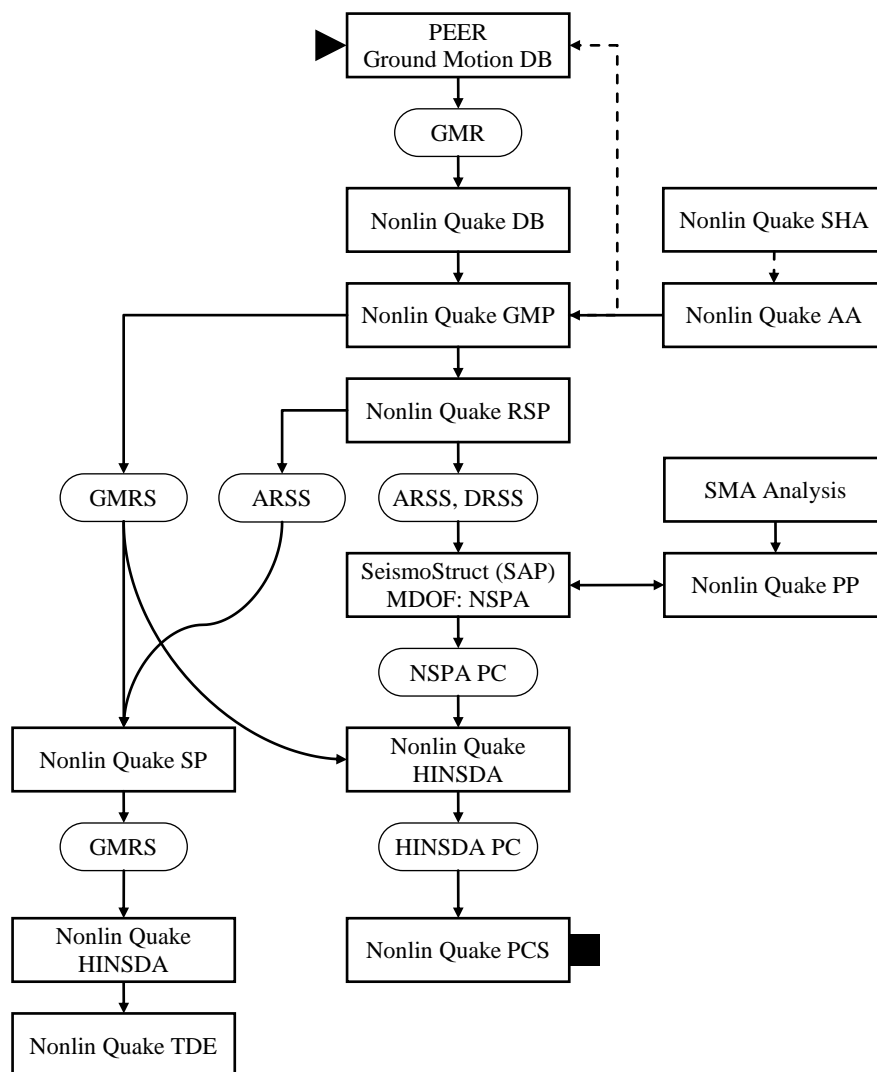 PEER
Ground Motion DB
GMR
Nonlin Quake DB
Nonlin Quake SHA
Nonlin Quake GMP
Nonlin Quake AA
Nonlin Quake RSP
GMRS
ARSS
ARSS, DRSS
SMA Analysis
SeismoStruct (SAP)
MDOF: NSPA
Nonlin Quake PP
NSPA PC
Nonlin Quake SP
Nonlin Quake
HINSDA
GMRS
HINSDA PC
Nonlin Quake
HINSDA
Nonlin Quake PCS
Nonlin Quake TDE